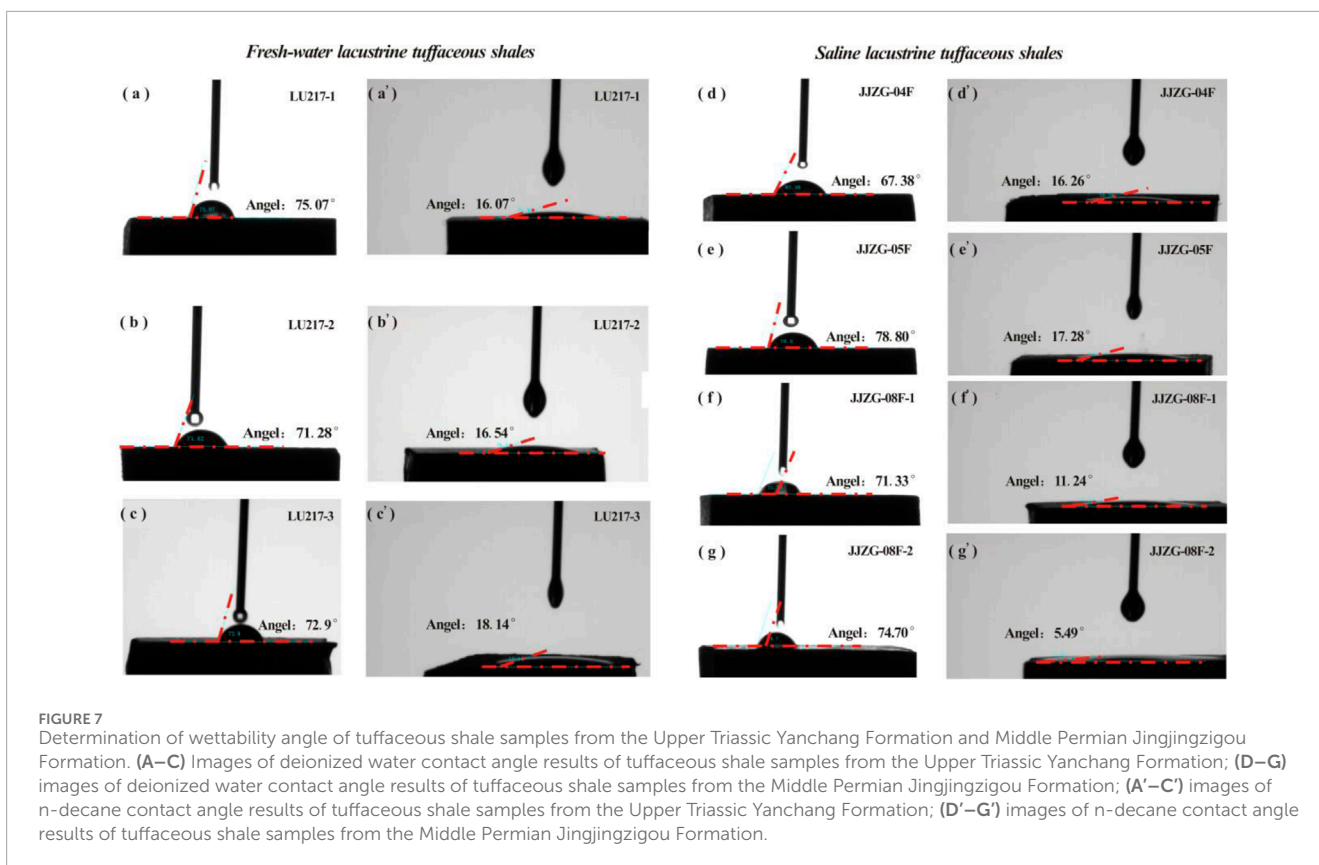 Fresh-water lacustrine tuffaceous shales
Saline lacustrine tuffaceous shales
( a )
LU217-1
Angel: 75.07°
( a’)
LU217-1
Angel: 16.07°
( b )
LU217-2
71.82
Angel: 71.28°
( b’)
LU217-2
Angel: 16.54°
( c )
LU217-3
72.9
Angel: 72.9°
( c’)
LU217-3
Angel: 18.14°
( d )
JJZG-04F
67.38
Angel: 67.38°
( d’)
JJZG-04F
Angel: 16.26°
( e )
JJZG-05F
Angel: 78.80°
( e’)
JJZG-05F
Angel: 17.28°
( f )
JJZG-08F-1
Angel: 71.33°
( f’)
JJZG-08F-1
Angel: 11.24°
( g )
JJZG-08F-2
Angel: 74.70°
( g’)
JJZG-08F-2
Angel: 5.49°
FIGURE 7
Determination of wettability angle of tuffaceous shale samples from the Upper Triassic Yanchang Formation and Middle Permian Jingjingzigou
Formation. (A–C) Images of deionized water contact angle results of tuffaceous shale samples from the Upper Triassic Yanchang Formation; (D–G)
images of deionized water contact angle results of tuffaceous shale samples from the Middle Permian Jingjingzigou Formation; (A’–C’) images of
n-decane contact angle results of tuffaceous shale samples from the Upper Triassic Yanchang Formation; (D’–G’) images of n-decane contact angle
results of tuffaceous shale samples from the Middle Permian Jingjingzigou Formation.